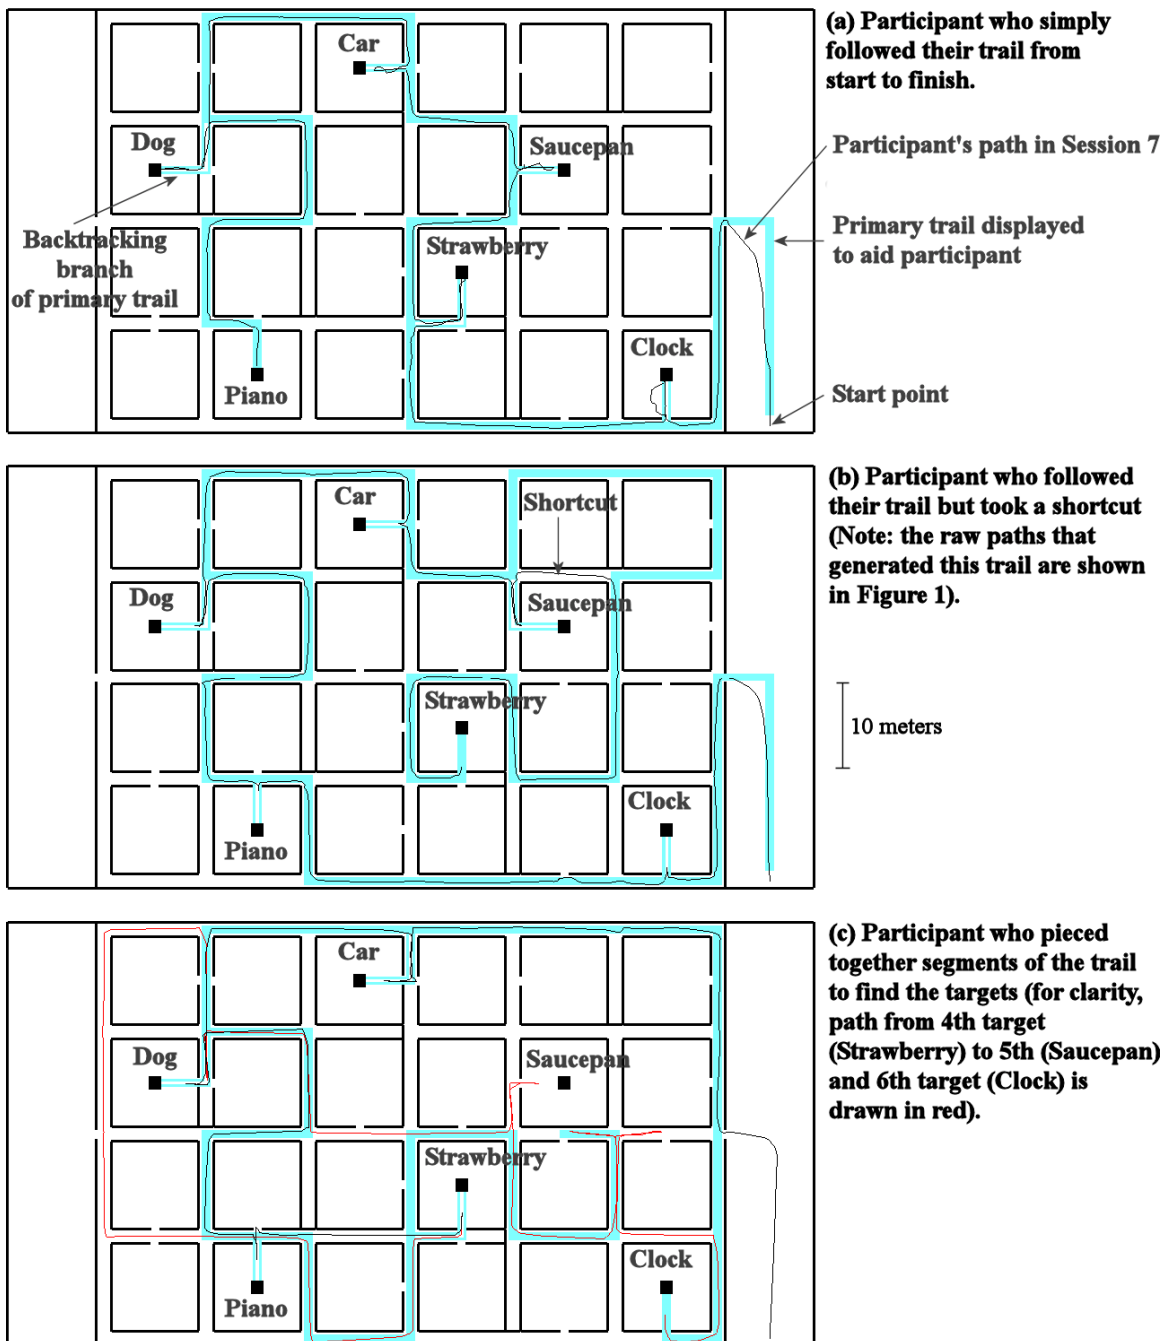 (a) Participant who simply
followed their trail from
start to finish.
Car
Dog
Saucepan
Participant's path in Session 7
Backtracking
branch
of primary trail
Strawberry
Primary trail displayed
to aid participant
Clock
Piano
Start point
(b) Participant who followed
their trail but took a shortcut
(Note: the raw paths that
generated this trail are shown
in Figure 1).
Car
Shortcut
Dog
Saucepan
Strawberry
10 meters
Clock
Piano
(c) Participant who pieced
together segments of the trail
to find the targets (for clarity,
path from 4th target
(Strawberry) to 5th (Saucepan)
and 6th target (Clock) is
drawn in red).
Car
Dog
Saucepan
Strawberry
Clock
Piano